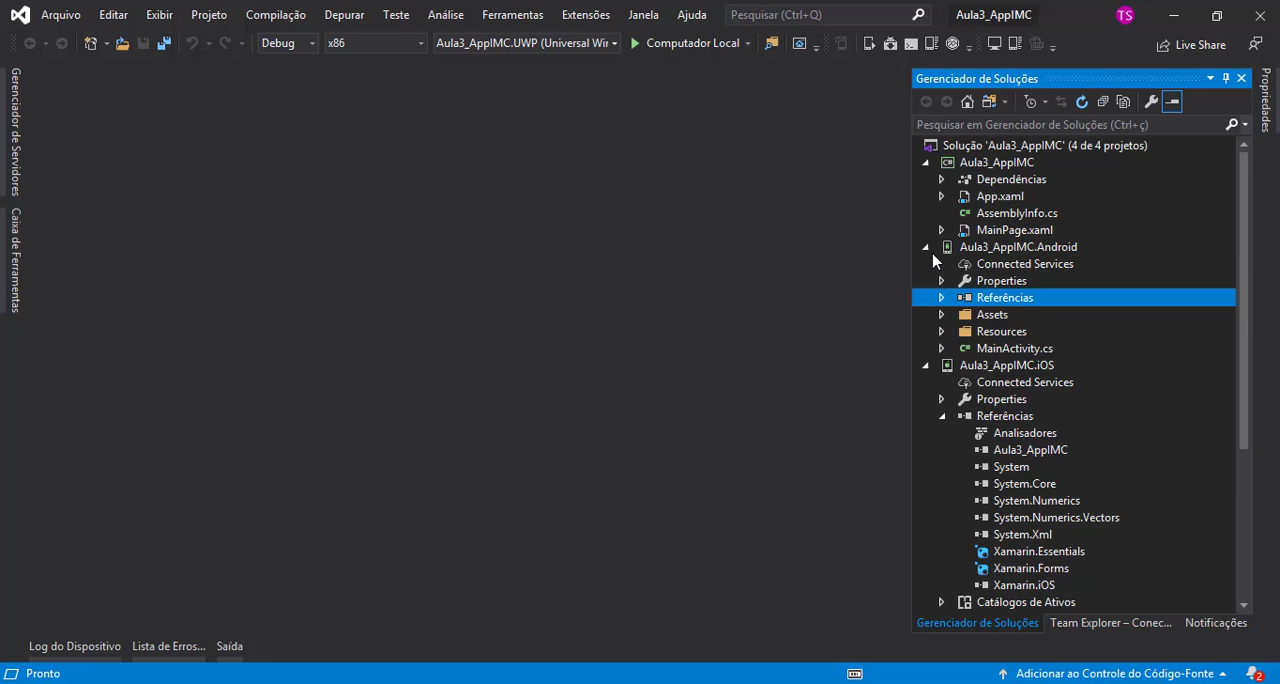 Arquivo Editar Exibir Projeto Compilação Depurar Teste Análise Ferramentas Extensões Janela Ajuda Pesquisar (Ctrl+Q) Aula3_AppIMC TS
Debug x86 Aula3_AppIMC.UWP (Universal Wir Computador Local Live Share
Gerenciador de Servidores
Caixa de Ferramentas
Gerenciador de Soluções
Pesquisar em Gerenciador de Soluções (Ctrl+ç)
Solução 'Aula3_AppIMC' (4 de 4 projetos)
C# Aula3_AppIMC
Dependências
App.xaml
C# AssemblyInfo.cs
MainPage.xaml
Aula3_AppIMC.Android
Connected Services
Properties
Referências
Assets
Resources
C# MainActivity.cs
Aula3_AppIMC.iOS
Connected Services
Properties
Referências
Analisadores
Aula3_AppIMC
System
System.Core
System.Numerics
System.Numerics.Vectors
System.Xml
Xamarin.Essentials
Xamarin.Forms
Xamarin.iOS
Catálogos de Ativos
Gerenciador de Soluções Team Explorer – Conec... Notificações
Propriedades
Log do Dispositivo Lista de Erros... Saída
Pronto Adicionar ao Controle do Código-Fonte 2